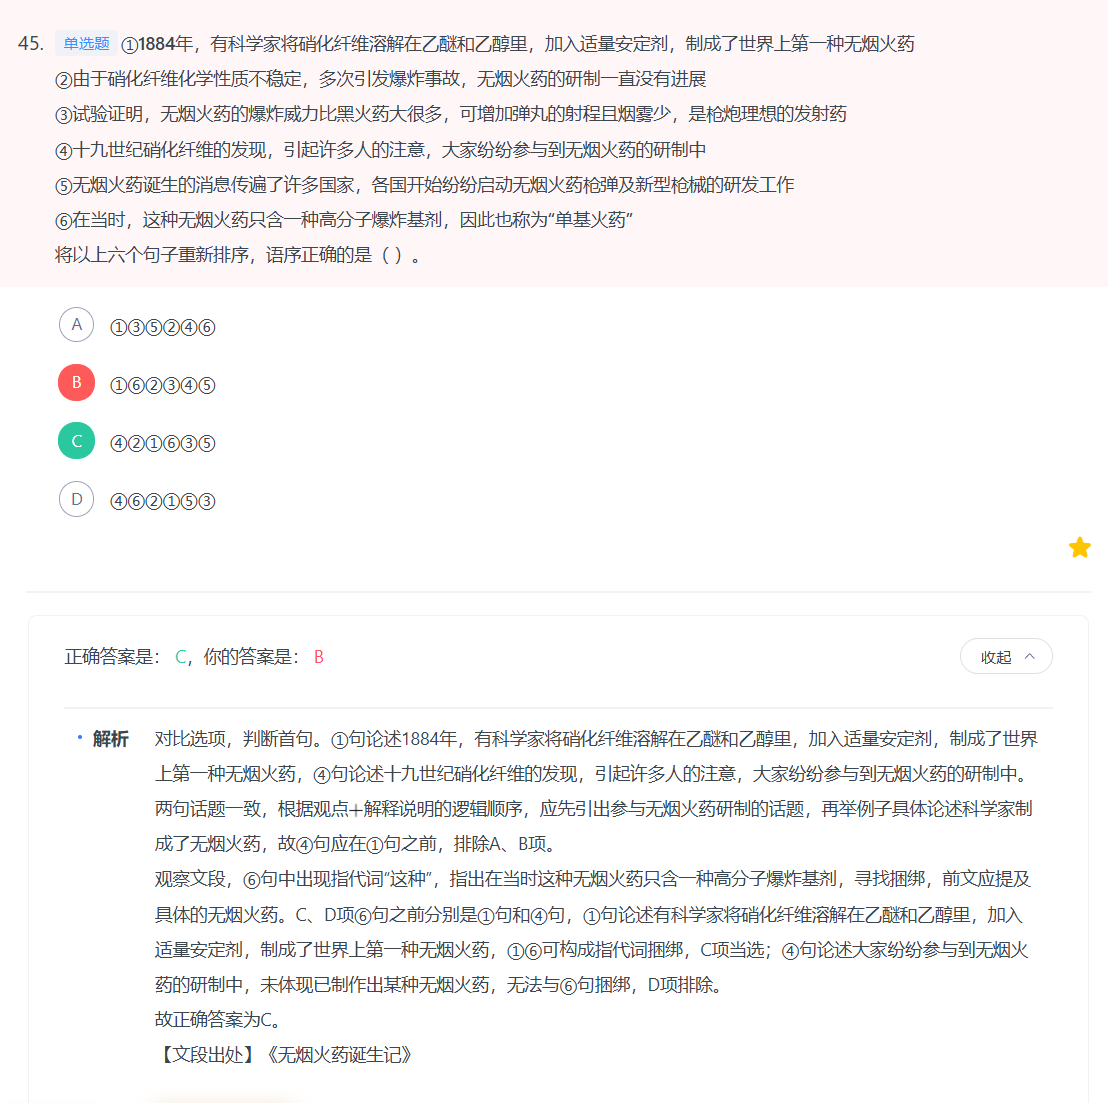 45. 单选题 ①1884年，有科学家将硝化纤维溶解在乙醚和乙醇里，加入适量安定剂，制成了世界上第一种无烟火药
②由于硝化纤维化学性质不稳定，多次引发爆炸事故，无烟火药的研制一直没有进展
③试验证明，无烟火药的爆炸威力比黑火药大很多，可增加弹丸的射程且烟雾少，是枪炮理想的发射药
④十九世纪硝化纤维的发现，引起许多人的注意，大家纷纷参与到无烟火药的研制中
⑤无烟火药诞生的消息传遍了许多国家，各国开始纷纷启动无烟火药枪弹及新型枪械的研发工作
⑥在当时，这种无烟火药只含一种高分子爆炸基剂，因此也称为“单基火药”
将以上六个句子重新排序，语序正确的是（ ）。
A ①③⑤②④⑥
B ①⑥②③④⑤
C ④②①⑥③⑤
D ④⑥②①⑤③
正确答案是： C，你的答案是： B
收起
解析 对比选项，判断首句。①句论述1884年，有科学家将硝化纤维溶解在乙醚和乙醇里，加入适量安定剂，制成了世界
上第一种无烟火药，④句论述十九世纪硝化纤维的发现，引起许多人的注意，大家纷纷参与到无烟火药的研制中。
两句话题一致，根据观点+解释说明的逻辑顺序，应先引出参与无烟火药研制的话题，再举例子具体论述科学家制
成了无烟火药，故④句应在①句之前，排除A、B项。
观察文段，⑥句中出现指代词“这种”，指出在当时这种无烟火药只含一种高分子爆炸基剂，寻找捆绑，前文应提及
具体的无烟火药。C、D项⑥句之前分别是①句和④句，①句论述有科学家将硝化纤维溶解在乙醚和乙醇里，加入
适量安定剂，制成了世界上第一种无烟火药，①⑥可构成指代词捆绑，C项当选；④句论述大家纷纷参与到无烟火
药的研制中，未体现已制作出某种无烟火药，无法与⑥句捆绑，D项排除。
故正确答案为C。
【文段出处】《无烟火药诞生记》